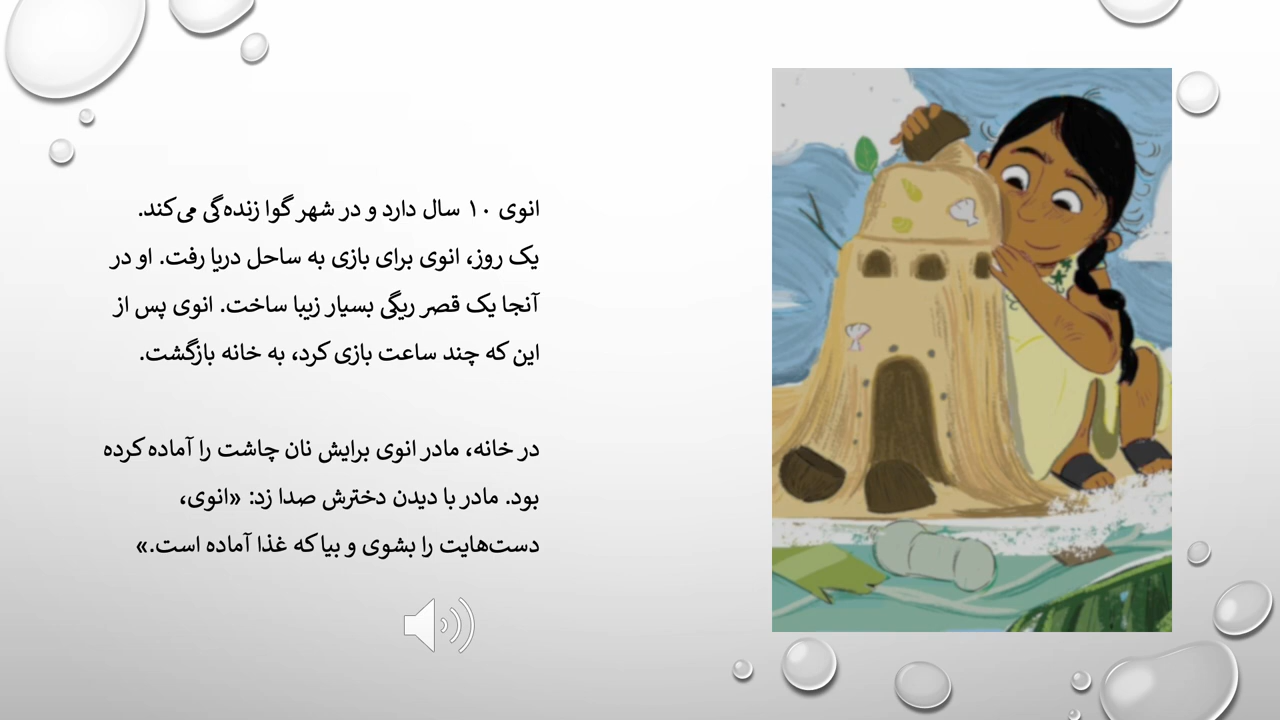 انوی ۱۰ سال دارد و در شهر گوا زنده‌گی می‌کند.
یک روز، انوی برای بازی به ساحل دریا رفت. او در
آنجا یک قصر ریگی بسیار زیبا ساخت. انوی پس از
این که چند ساعت بازی کرد، به خانه بازگشت.
در خانه، مادر انوی برایش نان چاشت را آماده کرده
بود. مادر با دیدن دخترش صدا زد: «انوی،
دست‌هایت را بشوی و بیا که غذا آماده است.»